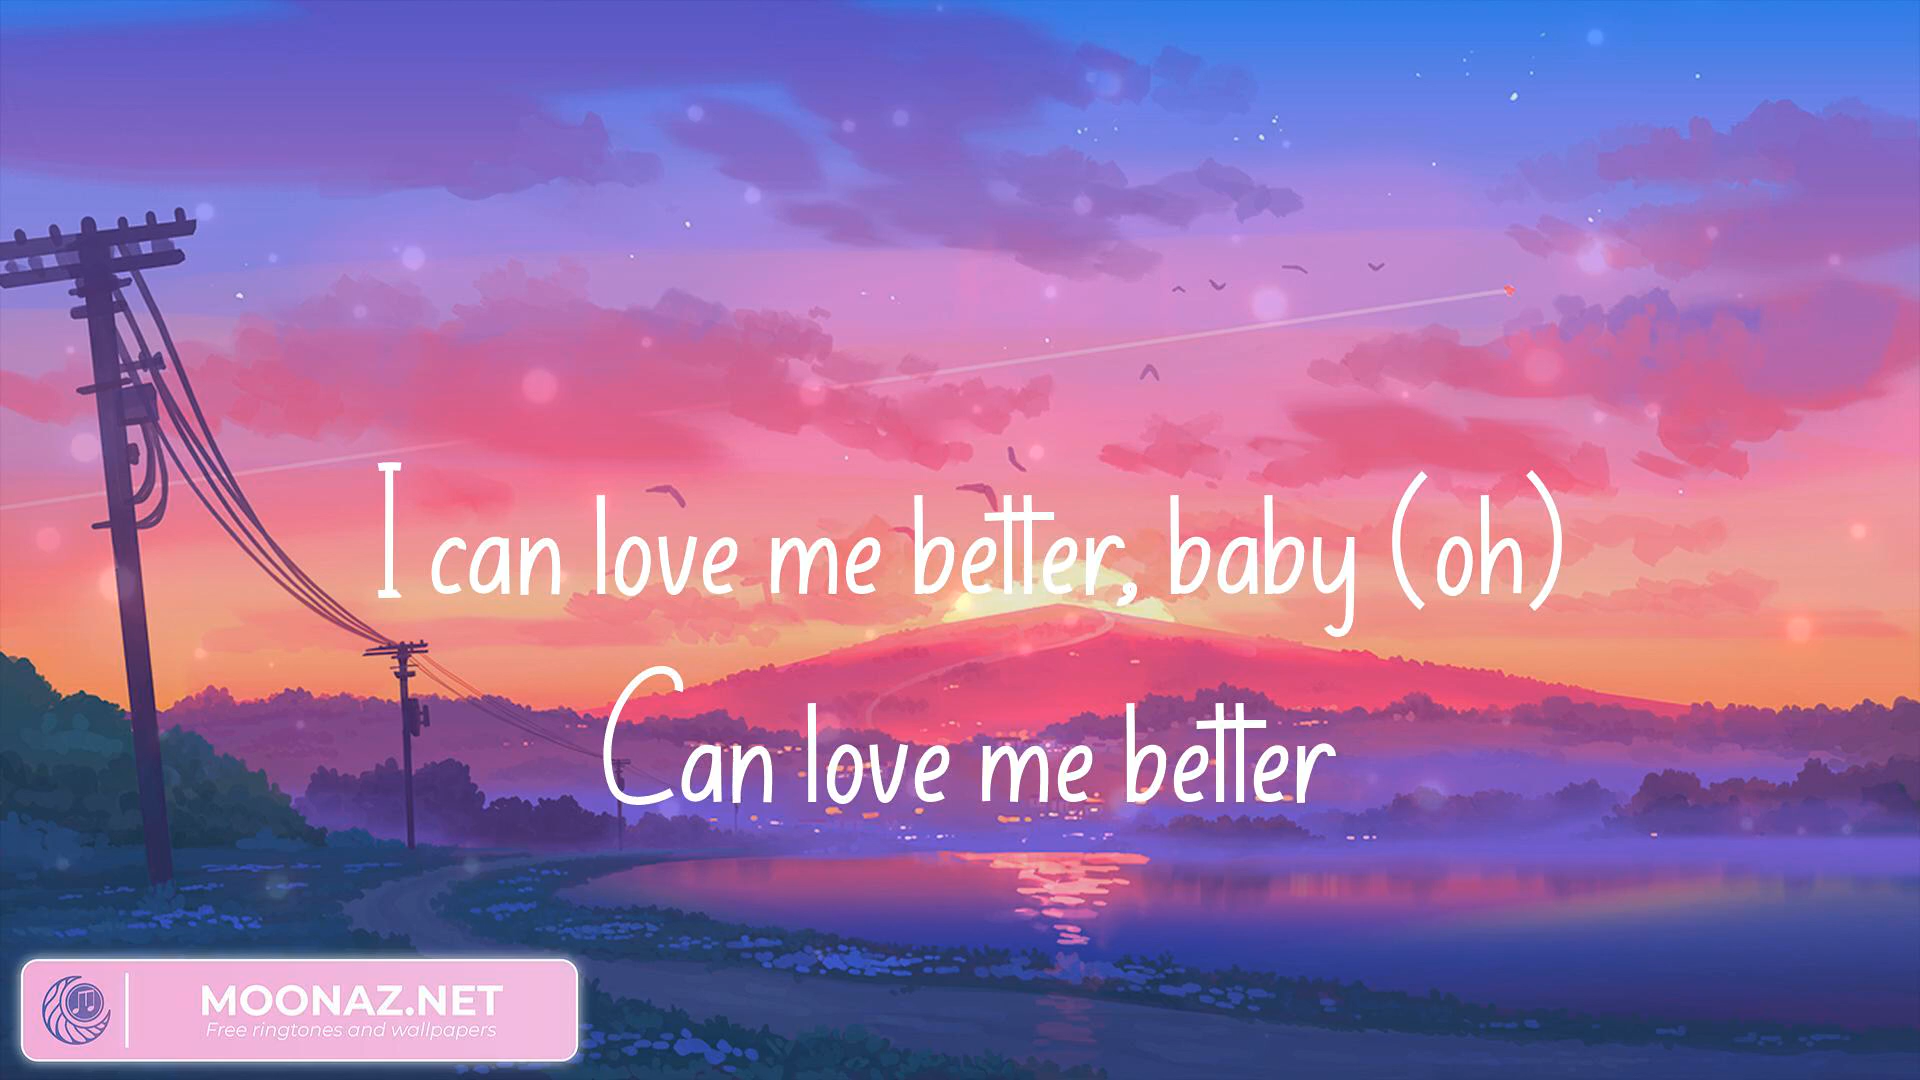 I can love me better, baby (oh)
Can love me better
MOONAZ.NET
Free ringtones and wallpapers